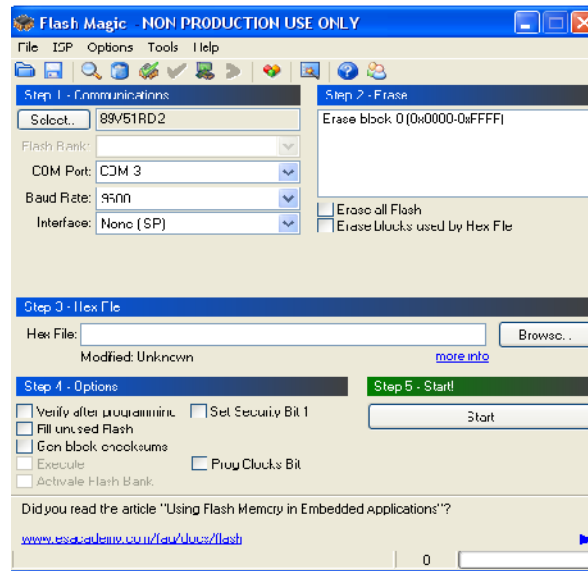 Flash Magic - NON PRODUCTION USE ONLY
File ISP Options Tools Help
Step 1 - Communications
Select...
89V51RD2
Flash Bank:
COM Port: COM 3
Baud Rate: 9600
Interface: None (ISP)
Step 2 - Erase
Erase block 0 (0x0000-0xFFFF)
Erase all Flash
Erase blocks used by Hex File
Step 3 - Hex File
Hex File:
Browse...
Modified: Unknown
more info
Step 4 - Options
Verify after programming
Set Security Bit 1
Fill unused Flash
Gen block checksums
Execute
Prog Clocks Bit
Activate Flash Bank
Step 5 - Start!
Start
Did you read the article "Using Flash Memory in Embedded Applications"?
www.esacademy.com/faq/docs/flash
0